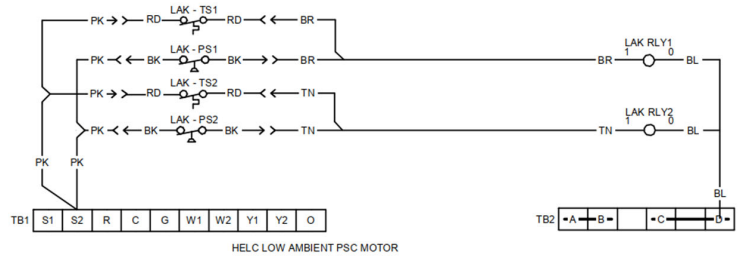 LAK - TS1
PK RD RD BR
LAK - PS1
PK BK BK BR
BR LAK RLY1 BL
1 0
LAK - TS2
PK RD RD TN
LAK - PS2
PK BK BK TN
TN LAK RLY2 BL
1 0
PK PK
BL
TB1 S1 S2 R C G W1 W2 Y1 Y2 O
TB2 A B C D
HELC LOW AMBIENT PSC MOTOR